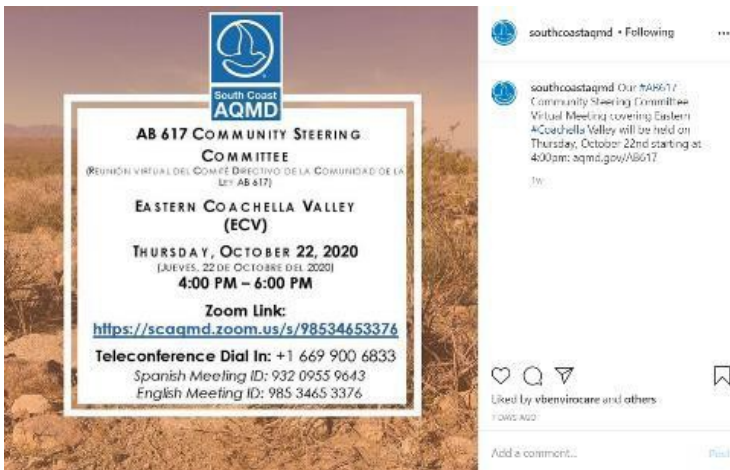 South Coast
AQMD
AB 617 COMMUNITY STEERING
COMMITTEE
(REUNIÓN VIRTUAL DEL COMITÉ DIRECTIVO DE LA COMUNIDAD DE LA
LEY AB 617)
EASTERN COACHELLA VALLEY
(ECV)
THURSDAY, OCTOBER 22, 2020
(JUEVES, 22 DE OCTOBRE DEL 2020)
4:00 PM – 6:00 PM
Zoom Link:
https://scaqmd.zoom.us/s/98534653376
Teleconference Dial In: +1 669 900 6833
Spanish Meeting ID: 932 0955 9643
English Meeting ID: 985 3465 3376
southcoastaqmd • Following
southcoastaqmd Our #AB617
Community Steering Committee
Virtual Meeting covering Eastern
#Coachella Valley will be held on
Thursday, October 22nd starting at
4:00pm: aqmd.gov/AB617
1w
Liked by vbenvirocare and others
7 DAYS AGO
Add a comment...
Post